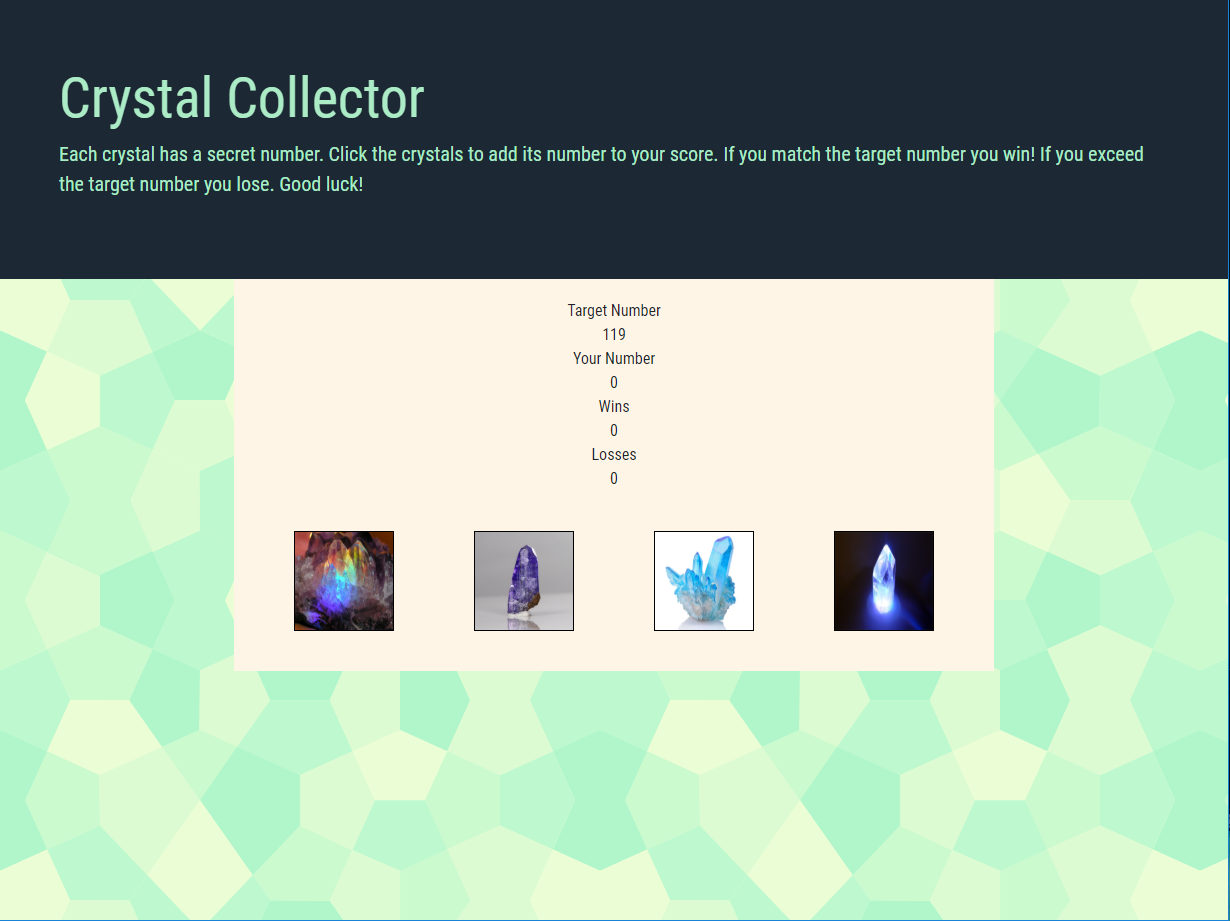 Crystal Collector
Each crystal has a secret number. Click the crystals to add its number to your score. If you match the target number you win! If you exceed
the target number you lose. Good luck!
Target Number
119
Your Number
0
Wins
0
Losses
0